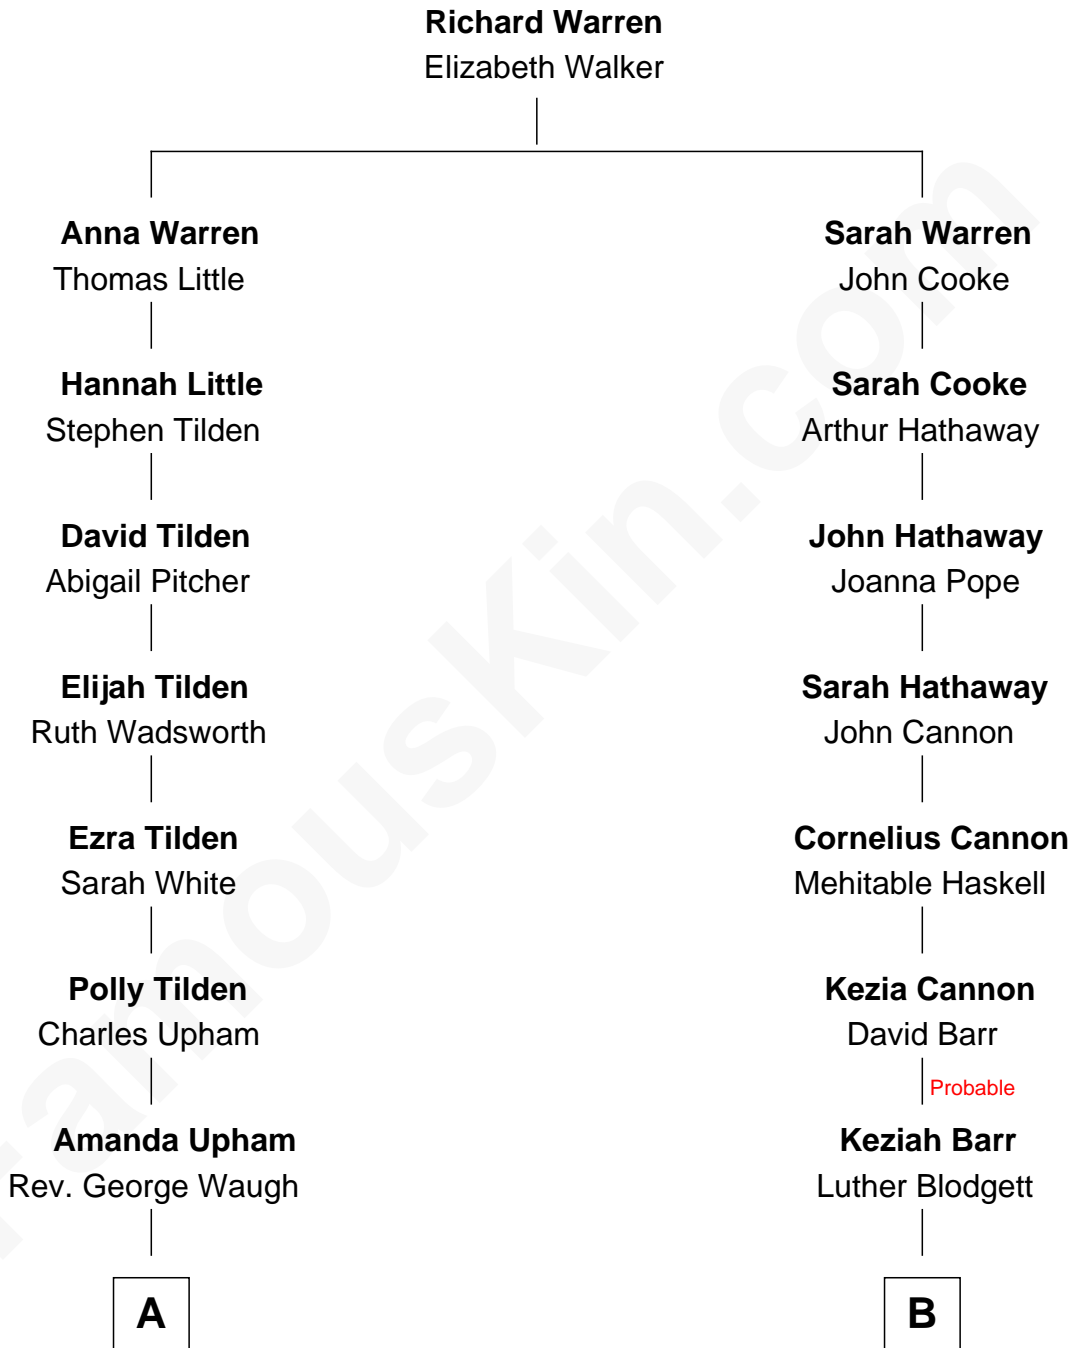 Richard Warren
Elizabeth Walker
Anna Warren
Thomas Little
Hannah Little
Stephen Tilden
David Tilden
Abigail Pitcher
Elijah Tilden
Ruth Wadsworth
Ezra Tilden
Sarah White
Polly Tilden
Charles Upham
Amanda Upham
Rev. George Waugh
A
Sarah Warren
John Cooke
Sarah Cooke
Arthur Hathaway
John Hathaway
Joanna Pope
Sarah Hathaway
John Cannon
Cornelius Cannon
Mehitable Haskell
Kezia Cannon
David Barr
Probable
Keziah Barr
Luther Blodgett
B
FamousKin.com